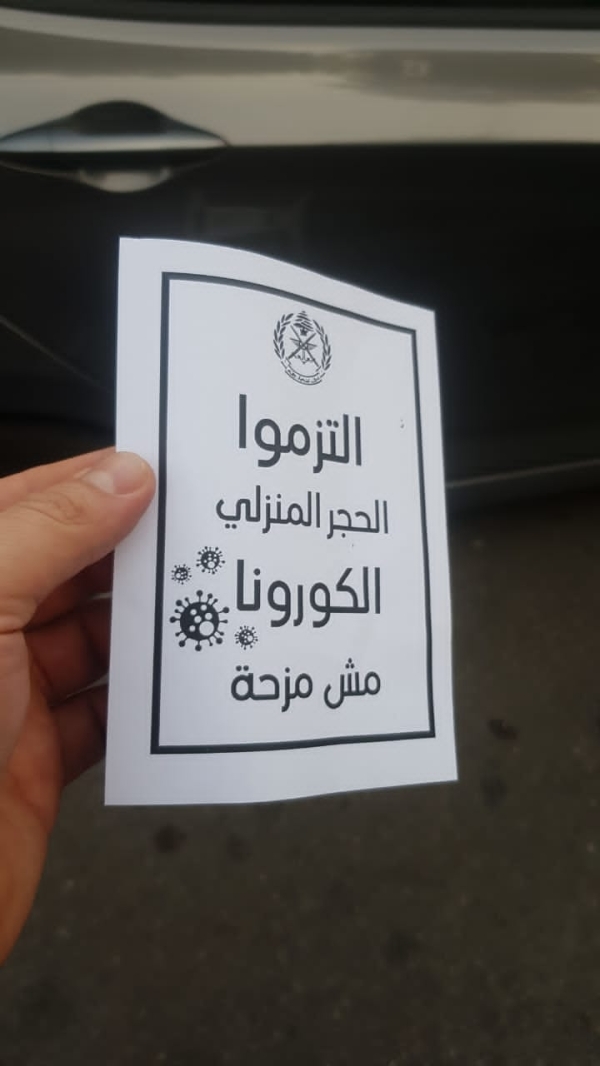 التزموا
الحجر المنزلي
الكورونا
مش مزحة